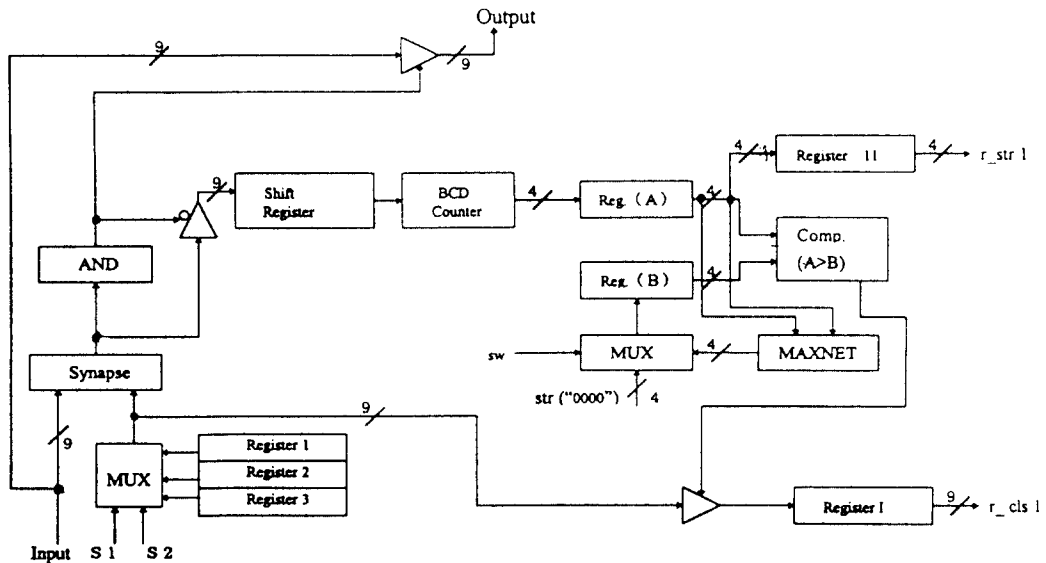 Output
9
9
4
Register 11
4
r_str 1
9
Shift
Register
BCD
Counter
4
Reg. (A)
4
Comp.
(A>B)
AND
Reg. (B)
4
sw
MUX
4
MAXNET
Synapse
str ("0000")
4
9
9
MUX
Register 1
Register 2
Register 3
Register I
9
r_ cls 1
Input
S 1
S 2